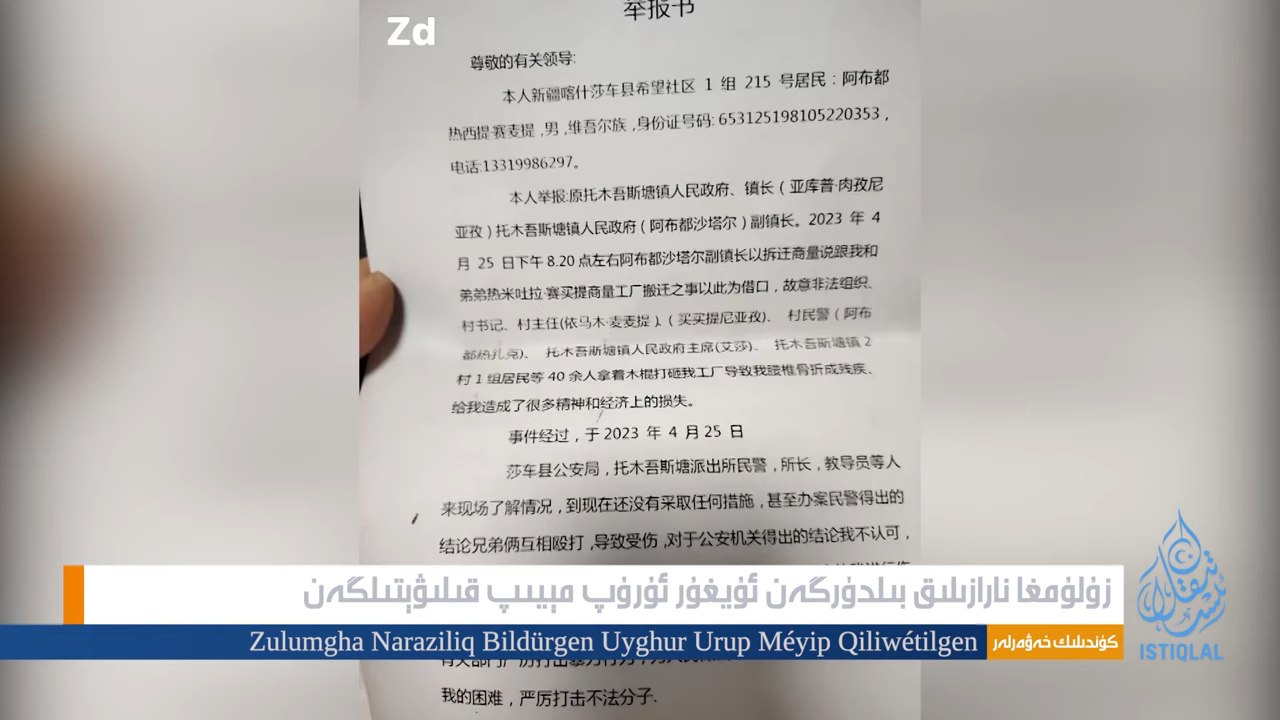 Zd
举报书
尊敬的有关领导:
本人新疆喀什莎车县希望社区 1 组 215 号居民：阿布都
热西提·赛麦提 ,男 , 维吾尔族 ,身份证号码: 653125198105220353 ,
电话:13319986297。
本人举报:原托木吾斯塘镇人民政府、镇长（亚库普·肉孜尼
亚孜）托木吾斯塘镇人民政府（阿布都沙塔尔）副镇长。2023 年 4
月 25 日下午 8.20 点左右阿布都沙塔尔副镇长以拆迁商量说跟我和
弟弟热米吐拉·赛买提商量工厂搬迁之事以此为借口，故意非法组织、
村书记、村主任(依马木·麦麦提)、( 买买提尼亚孜)、 村民警（阿布
都热扎克)、 托木吾斯塘镇人民政府主席(艾莎)、 托木吾斯塘镇 2
村 1 组居民等 40 余人拿着木棍打砸我工厂导致我腰椎骨折成残疾、
给我造成了很多精神和经济上的损失。
事件经过，于 2023 年 4 月 25 日
莎车县公安局，托木吾斯塘派出所民警，所长，教导员等人
来现场了解情况，到现在还没有采取任何措施，甚至办案民警得出的
结论兄弟俩互相殴打 ,导致受伤 ,对于公安机关得出的结论我不认可，
زۇلۇمغا نارازىلىق بىلدۈرگەن ئۇيغۇر ئۇرۇپ مېيىپ قىلىۋېتىلگەن
Zulumgha Naraziliq Bildürgen Uyghur Urup Méyip Qiliwétilgen
كۈندىلىك خەۋەرلەر
ISTIQLAL
我的困难，严厉打击不法分子.